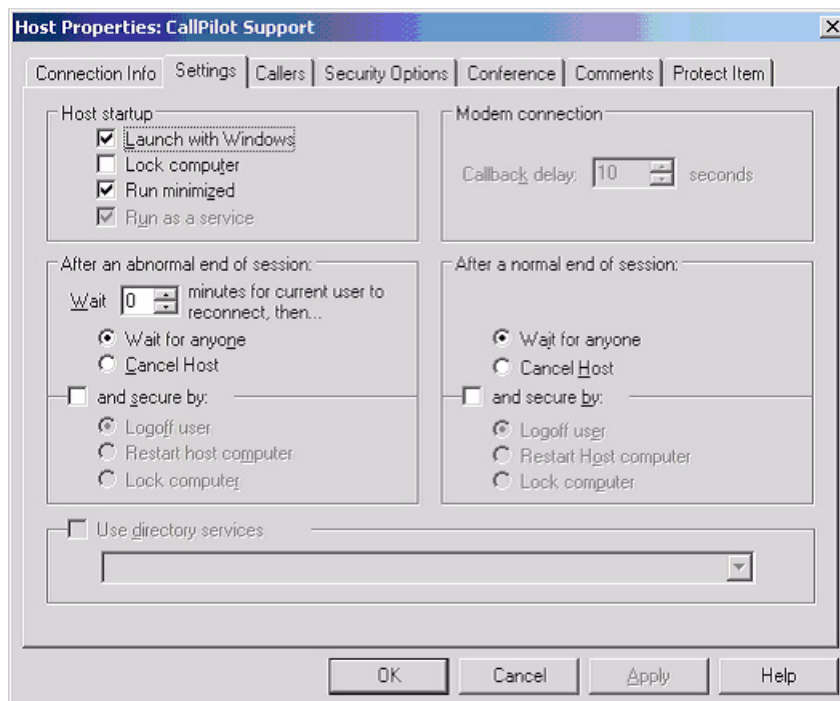 Host Properties: CallPilot Support
Connection Info Settings Callers Security Options Conference Comments Protect Item
Host startup
Launch with Windows
Lock computer
Run minimized
Run as a service
Modem connection
Callback delay: 10 seconds
After an abnormal end of session:
Wait 0 minutes for current user to
reconnect, then...
Wait for anyone
Cancel Host
and secure by:
Logoff user
Restart host computer
Lock computer
After a normal end of session:
Wait for anyone
Cancel Host
and secure by:
Logoff user
Restart Host computer
Lock computer
Use directory services
OK Cancel Apply Help